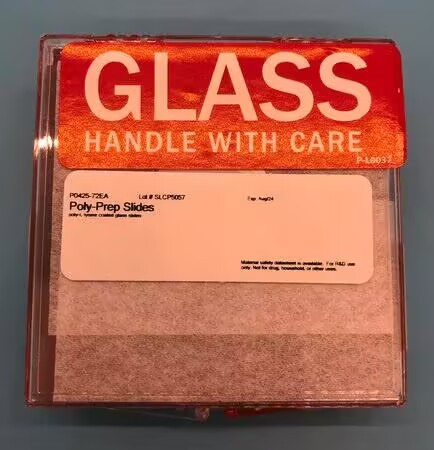 GLASS
HANDLE WITH CARE
P-L0037
P0425-72EA Lot # SLCP5057 Exp Aug/24
Poly-Prep Slides
poly-L lysine coated glass slides
Material safety datasheet is available. For R&D use
only. Not for drug, household, or other uses.